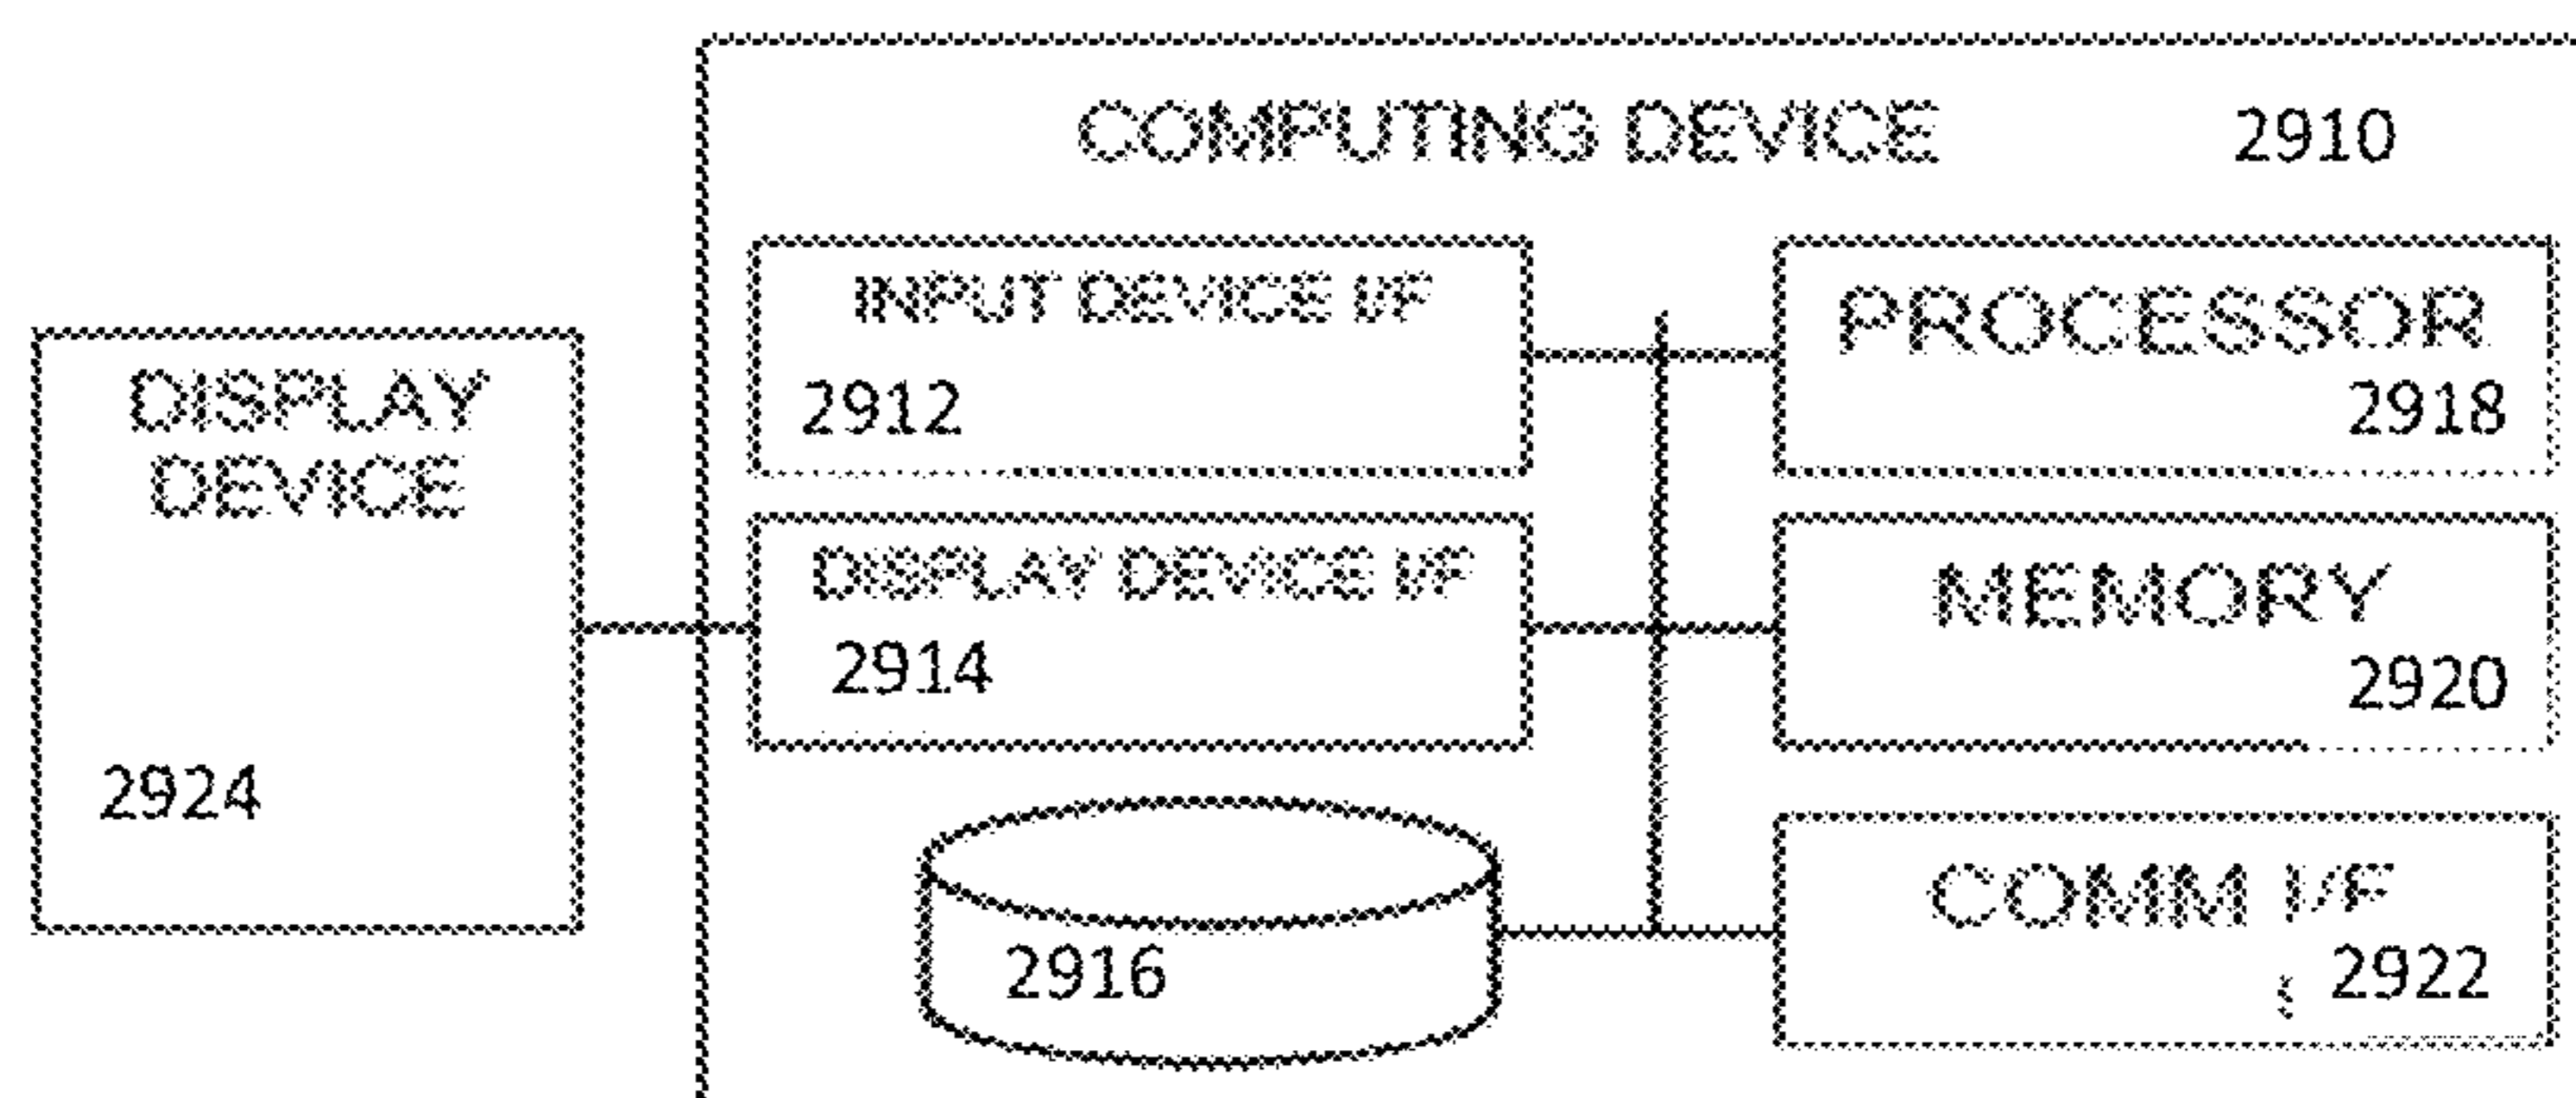 COMPUTING DEVICE 2910
INPUT DEVICE I/F
2912
PROCESSOR
2918
DISPLAY
DEVICE
2924
DISPLAY DEVICE I/F
2914
MEMORY
2920
2916
COMM I/F
2922